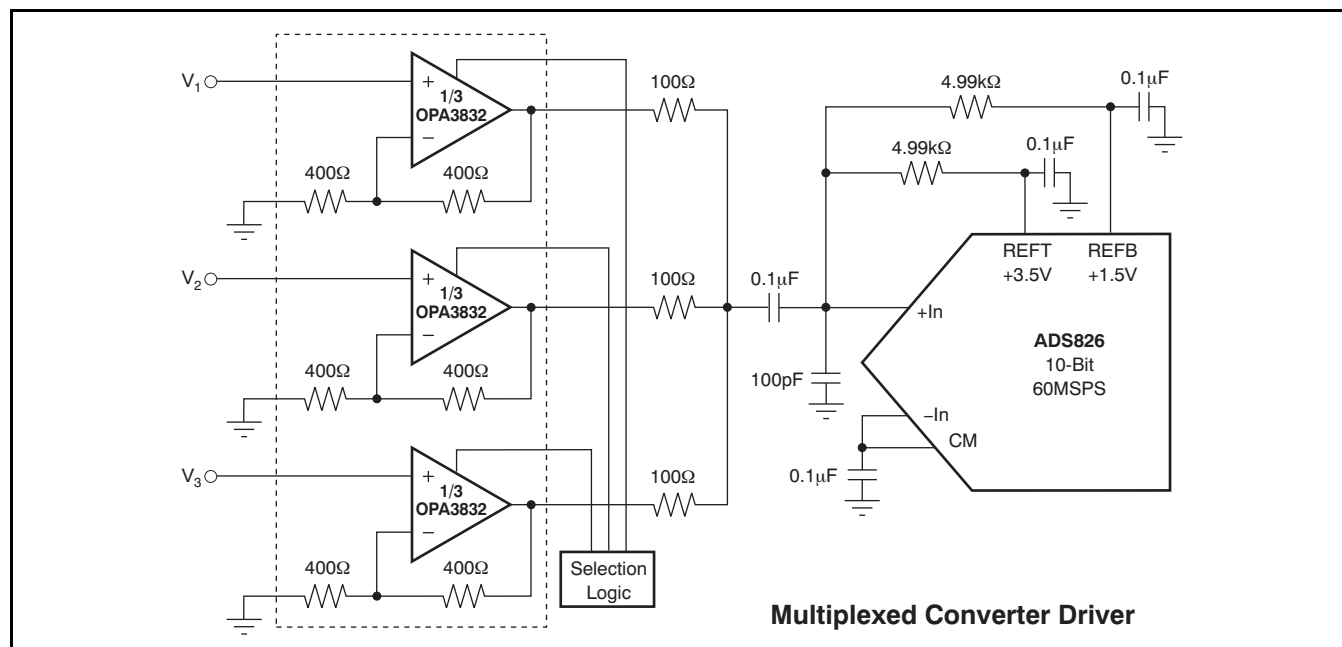 V1
+
1/3
OPA3832
−
400Ω
400Ω
100Ω
V2
+
1/3
OPA3832
−
400Ω
400Ω
100Ω
V3
+
1/3
OPA3832
−
400Ω
400Ω
100Ω
Selection
Logic
0.1μF
100pF
4.99kΩ
0.1μF
4.99kΩ
0.1μF
REFT
+3.5V
REFB
+1.5V
+In
ADS826
10-Bit
60MSPS
−In
CM
0.1μF
Multiplexed Converter Driver